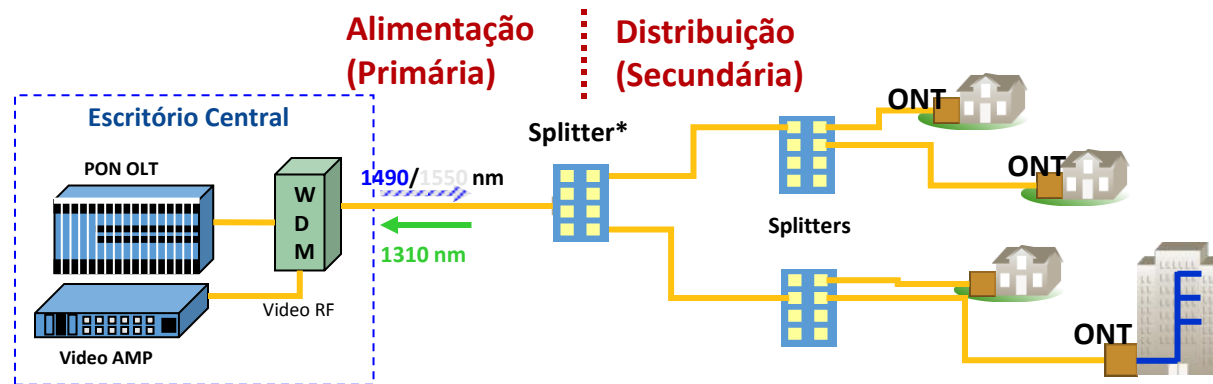 Alimentação
(Primária)
Distribuição
(Secundária)
Escritório Central
PON OLT
W
D
M
1490/1550 nm
1310 nm
Video RF
Video AMP
Splitter*
Splitters
ONT
ONT
ONT